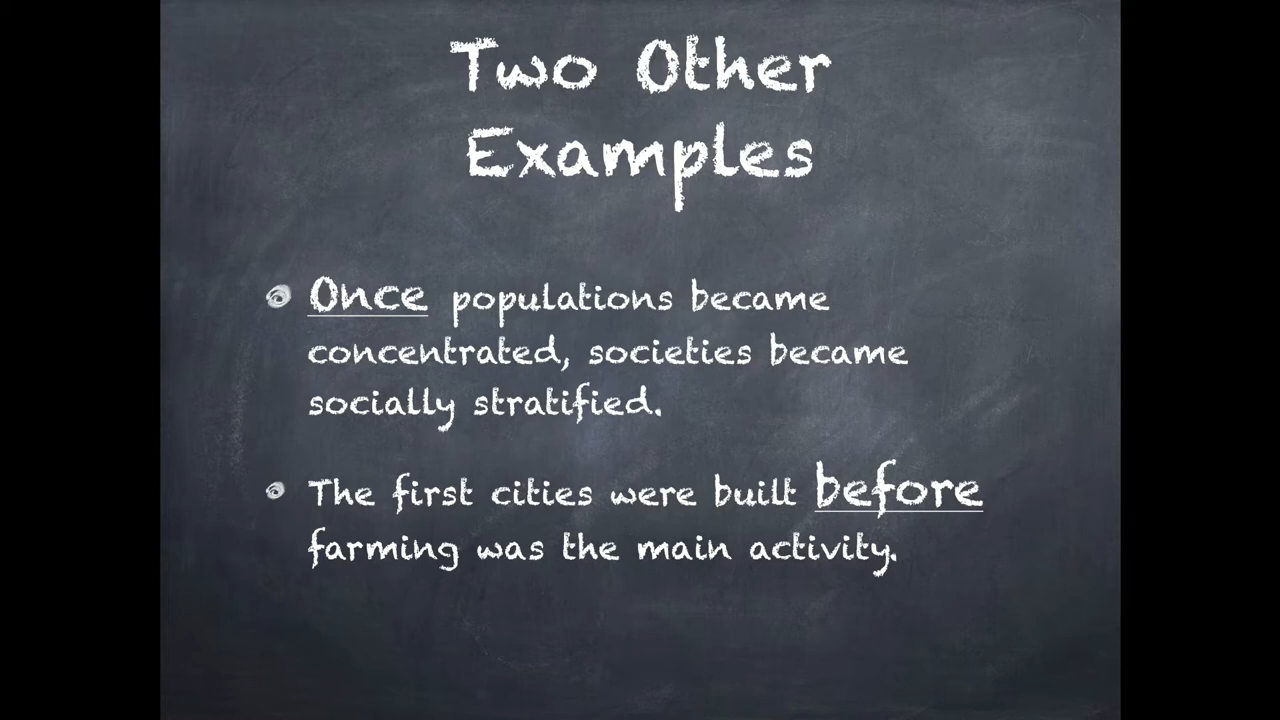 Two Other
Examples
Once populations became
concentrated, societies became
socially stratified.
The first cities were built before
farming was the main activity.